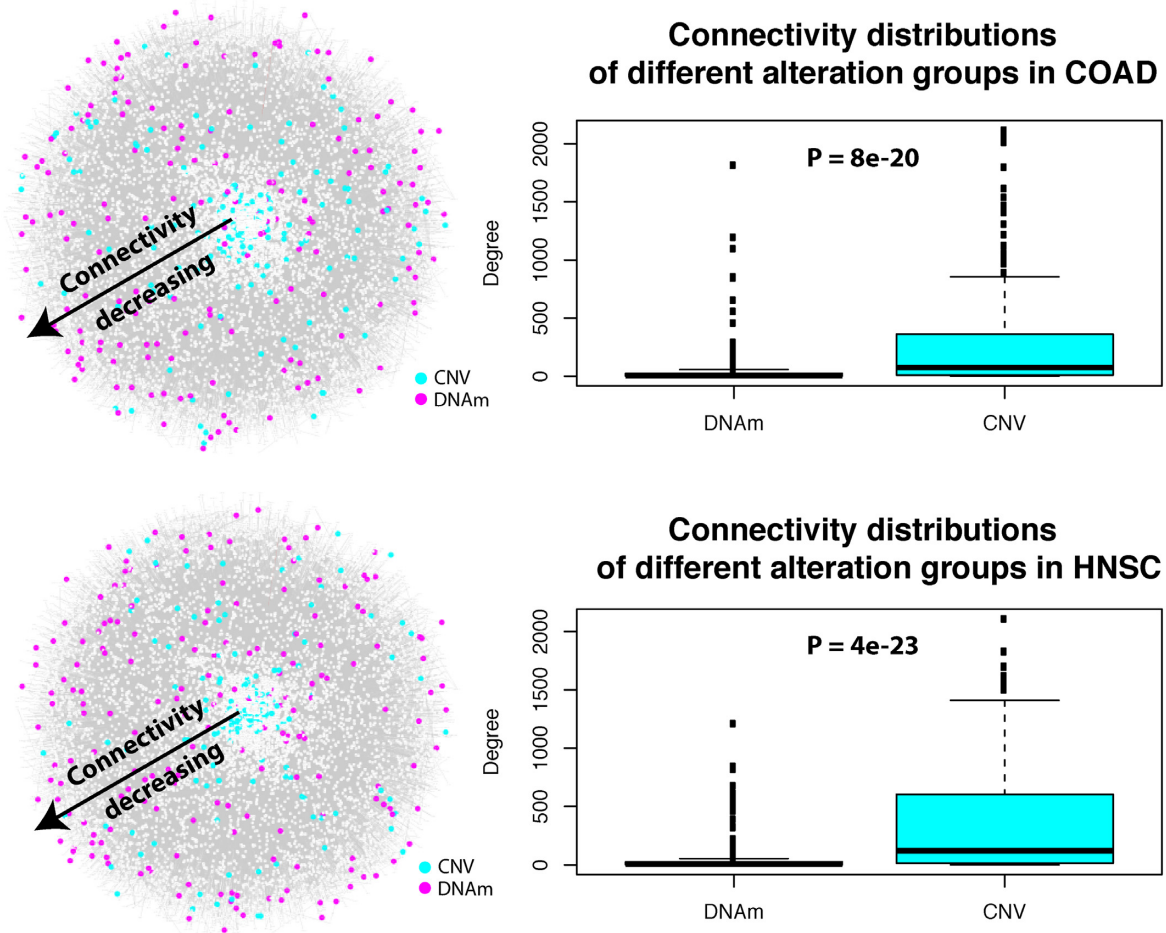 Connectivity
decreasing
CNV
DNAm
Connectivity distributions
of different alteration groups in COAD
P = 8e-20
Degree
2000
1500
1000
500
0
DNAm
CNV
Connectivity
decreasing
CNV
DNAm
Connectivity distributions
of different alteration groups in HNSC
P = 4e-23
Degree
2000
1500
1000
500
0
DNAm
CNV